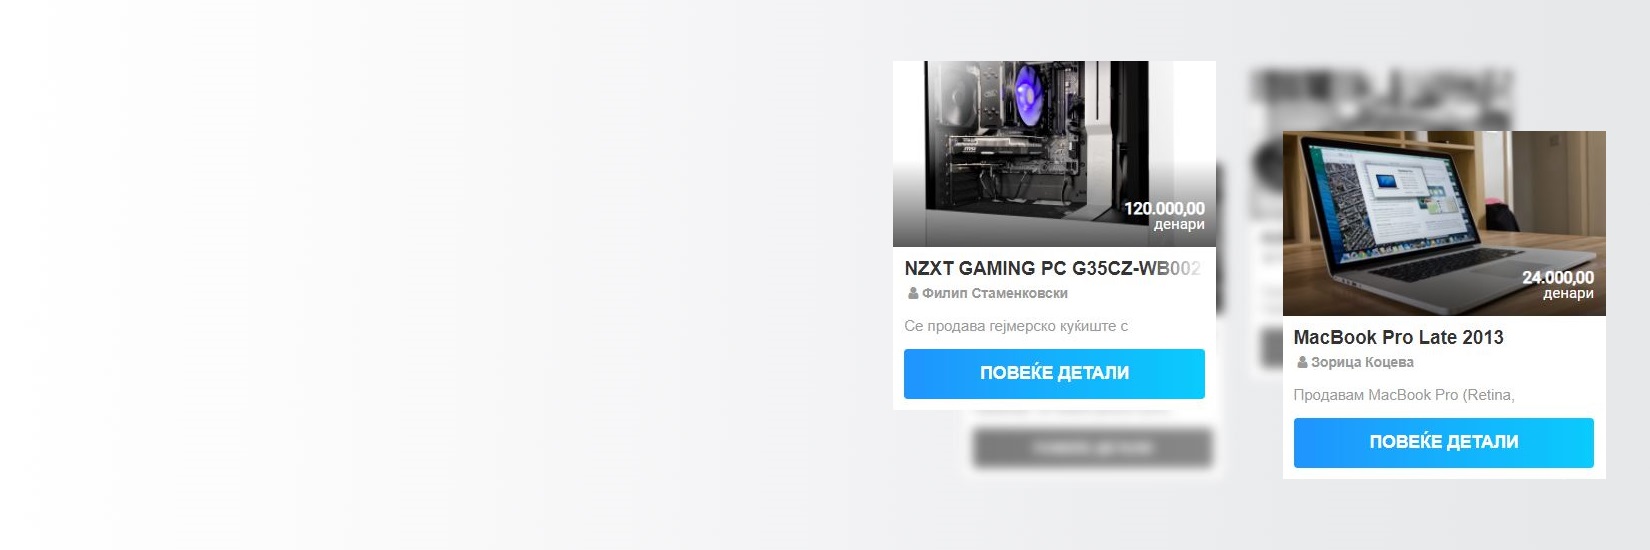 120.000,00
денари
NZXT GAMING PC G35CZ-WB002
Филип Стаменковски
Се продава гејмерско куќиште с
ПОВЕЌЕ ДЕТАЛИ
24.000,00
денари
MacBook Pro Late 2013
Зорица Коцева
Продавам MacBook Pro (Retina,
ПОВЕЌЕ ДЕТАЛИ